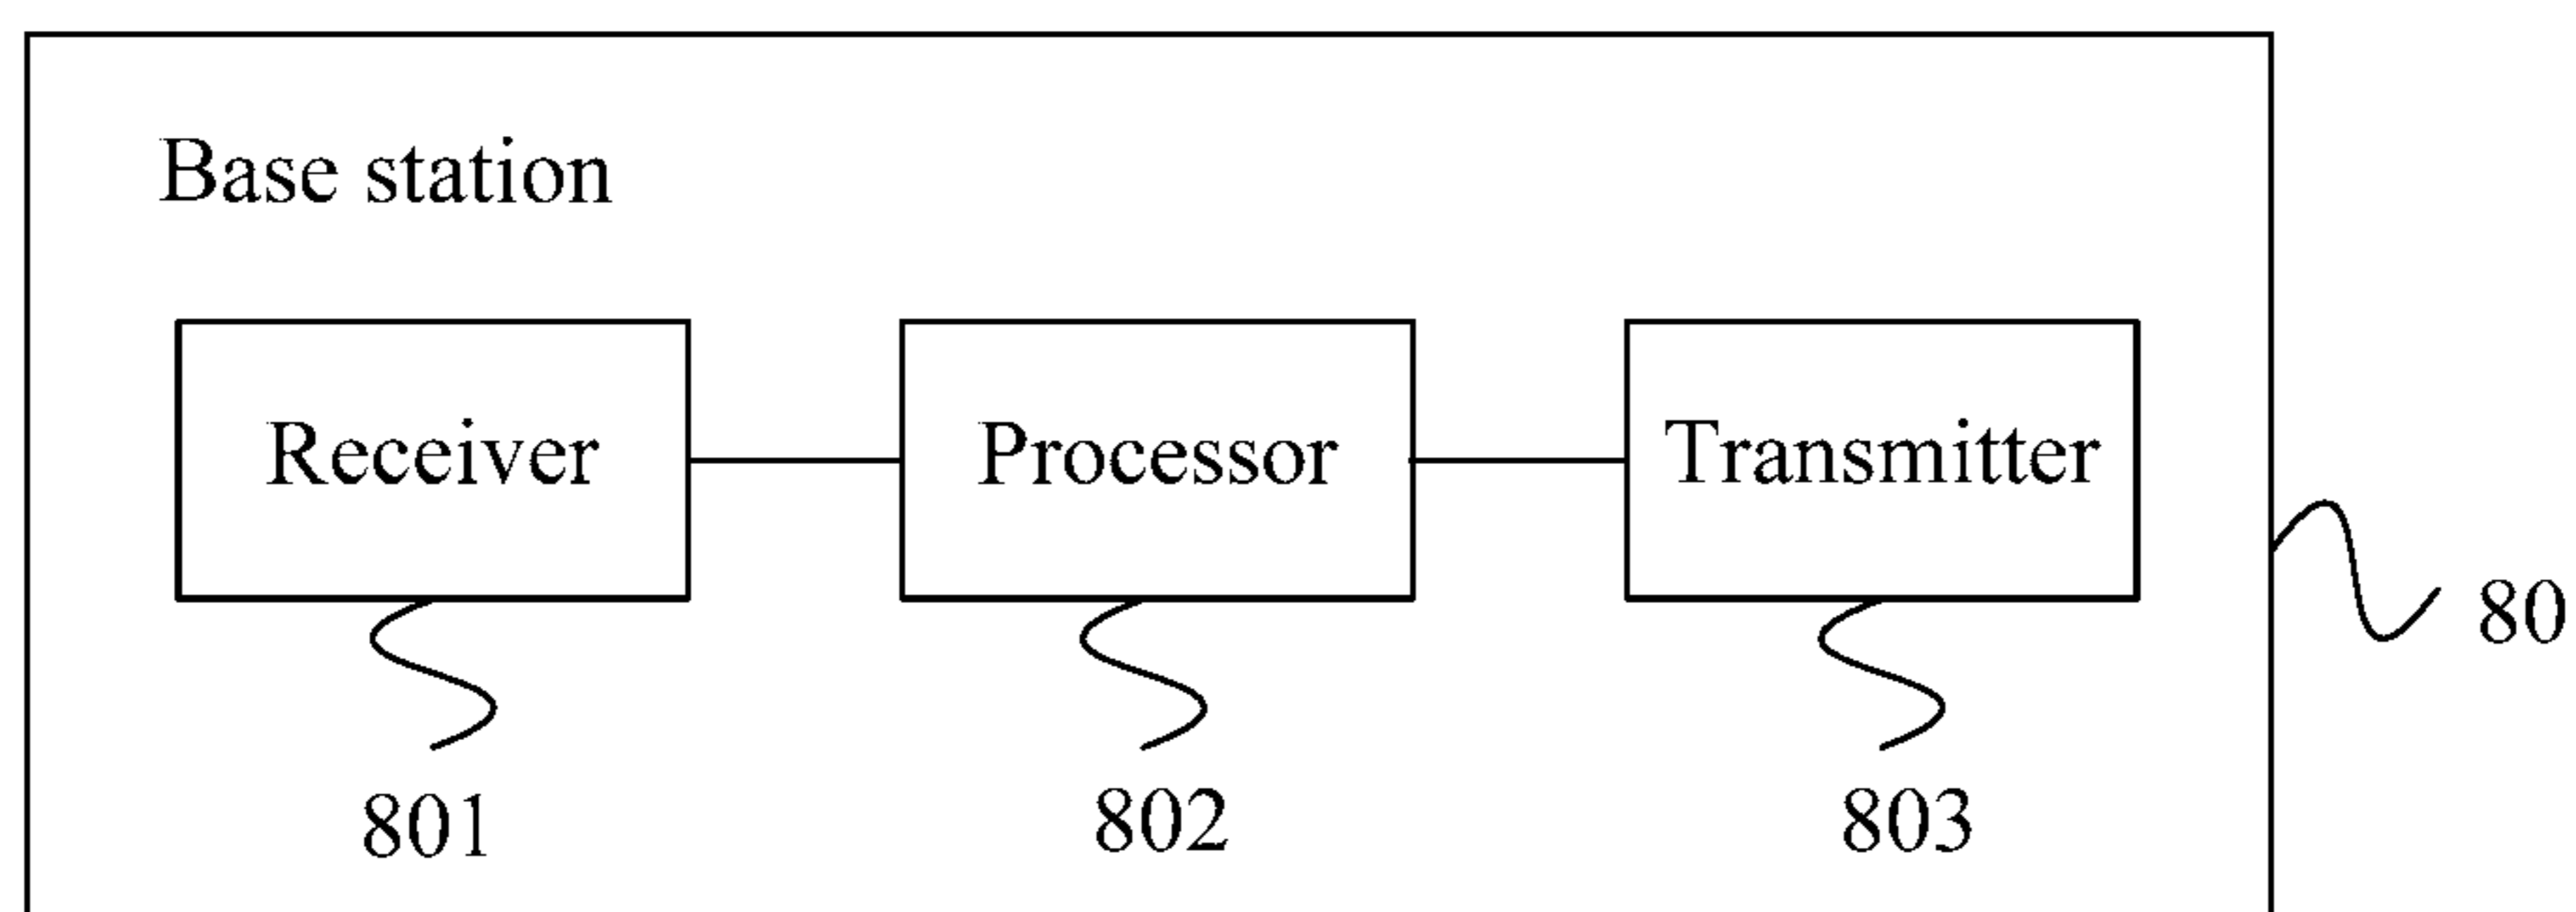 Base station
Receiver
Processor
Transmitter
80
801
802
803